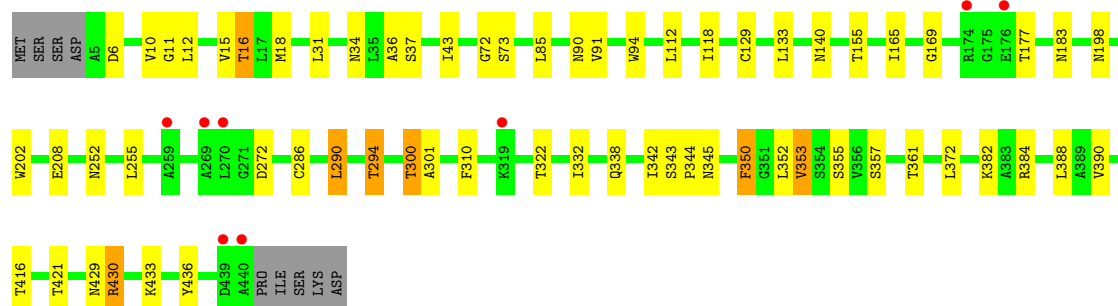 MET SER SER ASP A5 D6 V10 G11 L12 V15 T16 L17 M18 L31 N34 L35 A36 S37 I43 G72 S73 L85 N90 V91 W94 L112 I118 C129 L133 N140 T155 I165 G169 R174 G175 E176 T177 N183 N198
W202 E208 N252 L255 A259 A269 L270 G271 D272 C286 L290 T294 T300 A301 F310 K319 T322 I332 Q338 I342 S343 P344 N345 F350 G351 L352 V353 S354 S355 V356 S357 T361 L372 K382 A383 R384 L388 A389 V390
T416 T421 N429 R430 K433 Y436 D439 A440 PRO ILE SER LYS ASP